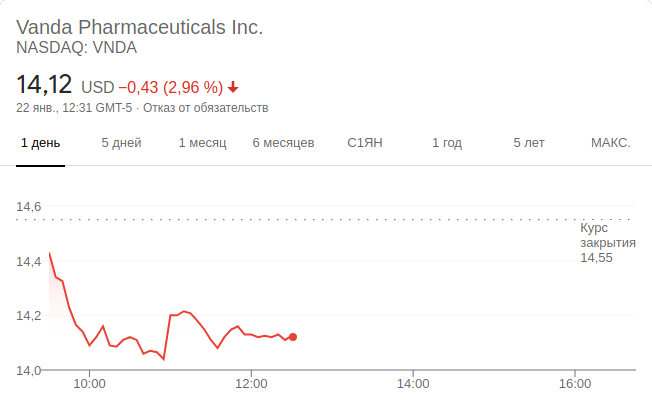 Vanda Pharmaceuticals Inc.
NASDAQ: VNDA
14,12 USD −0,43 (2,96 %)
22 янв., 12:31 GMT-5 · Отказ от обязательств
1 день 5 дней 1 месяц 6 месяцев С1ЯН 1 год 5 лет МАКС.
14,6
Курс
закрытия
14,55
14,4
14,2
14,0
10:00 12:00 14:00 16:00